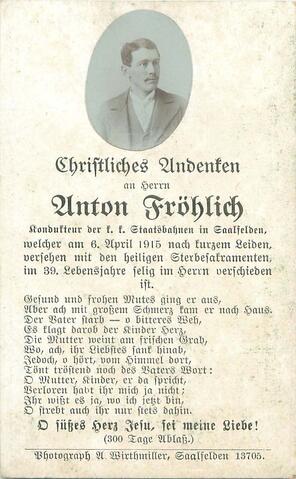 Christliches Andenken
an Herrn
Anton Fröhlich
Kondukteur der k. k. Staatsbahnen in Saalfelden,
welcher am 6. April 1915 nach kurzem Leiden,
versehen mit den heiligen Sterbesakramenten,
im 39. Lebensjahre selig im Herrn verschieden
ist.
Gesund und frohen Mutes ging er aus,
Aber ach mit großem Schmerz kam er nach Haus.
Der Vater starb — o bitteres Weh,
Es klagt darob der Kinder Herz,
Die Mutter weint am frischen Grab,
Wo, ach, ihr Liebstes sank hinab,
Jedoch, o hört, vom Himmel dort,
Tönt tröstend noch des Vaters Wort:
O Mutter, Kinder, er da spricht,
Verloren habt ihr mich ja nicht;
Ihr wißt es ja, wo ich jetzt bin,
O strebt auch ihr nur stets dahin.
O süßes Herz Jesu, sei meine Liebe!
(300 Tage Ablaß.)
Photograph A. Wirthmiller, Saalfelden 13705.